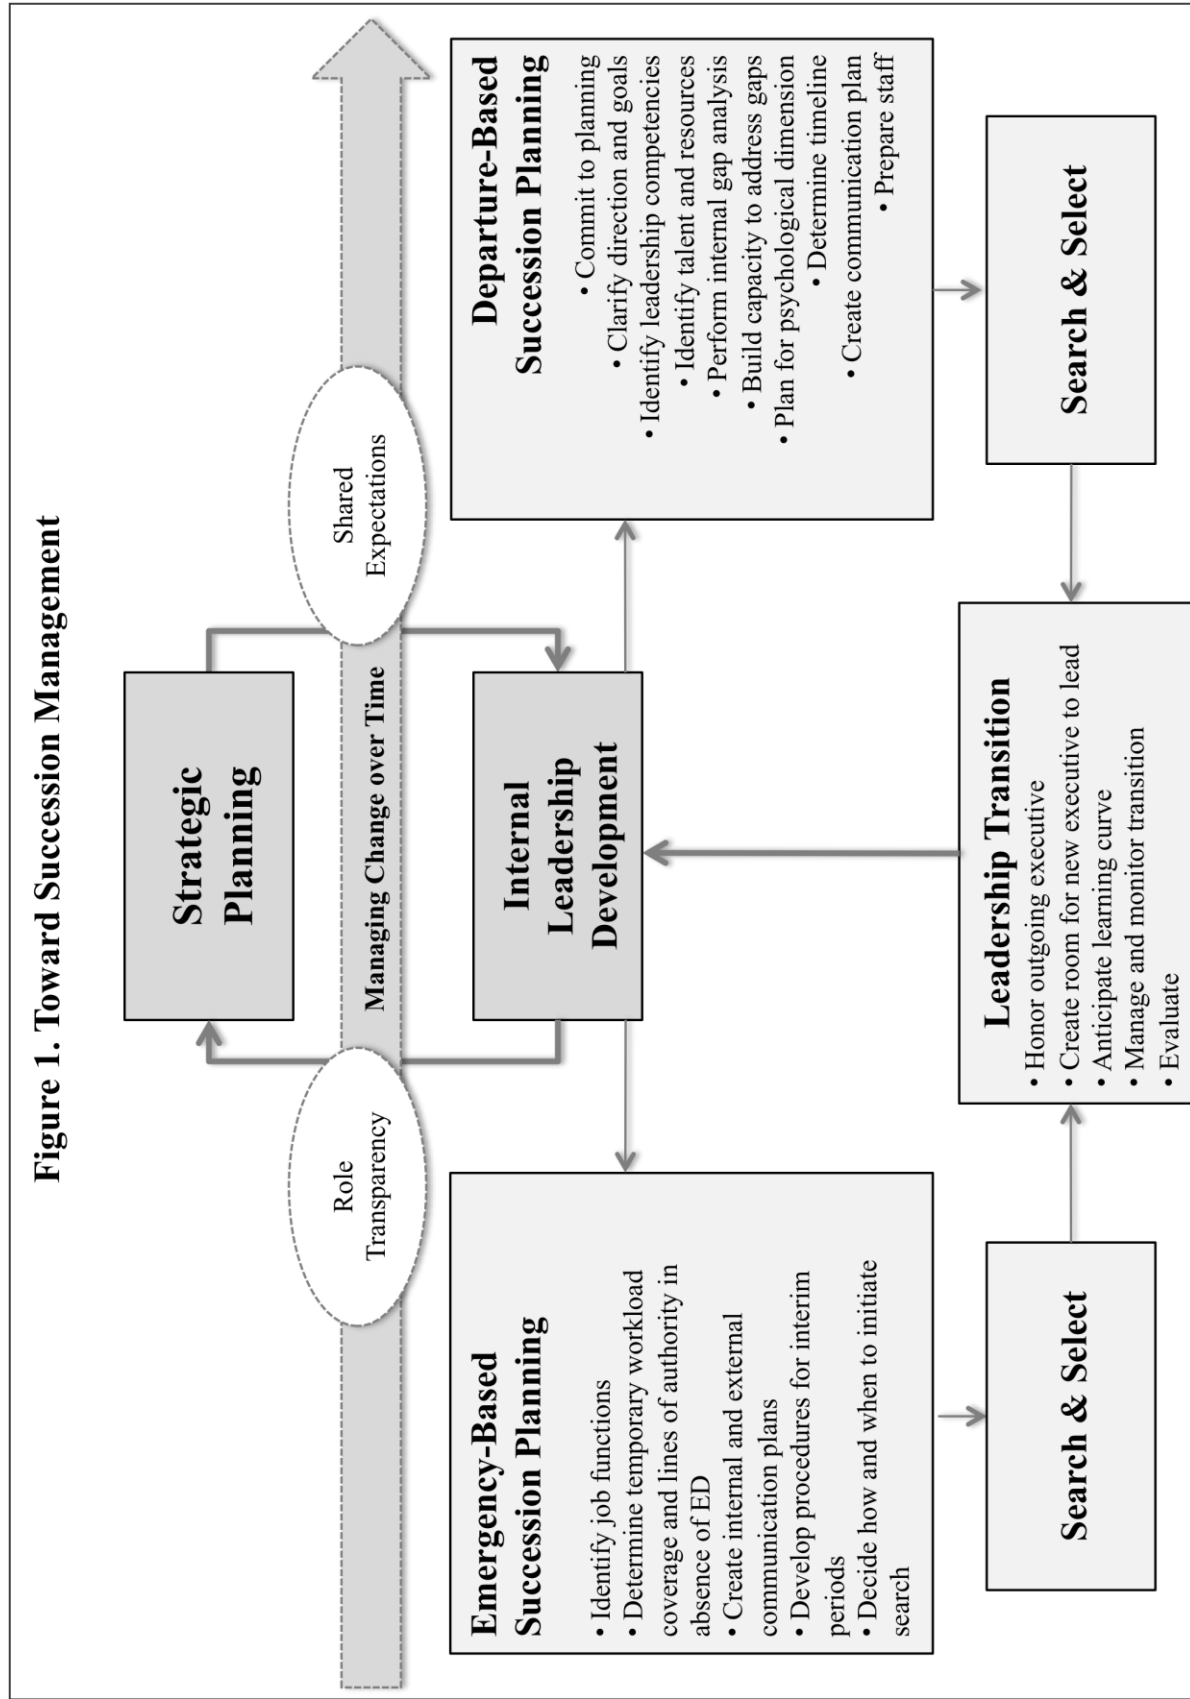 Figure 1. Toward Succession Management
Strategic
Planning
Role
Transparency
Managing Change over Time
Shared
Expectations
Internal
Leadership
Development
Emergency-Based
Succession Planning
• Identify job functions
• Determine temporary workload
coverage and lines of authority in
absence of ED
• Create internal and external
communication plans
• Develop procedures for interim
periods
• Decide how and when to initiate
search
Departure-Based
Succession Planning
• Commit to planning
• Clarify direction and goals
• Identify leadership competencies
• Identify talent and resources
• Perform internal gap analysis
• Build capacity to address gaps
• Plan for psychological dimension
• Determine timeline
• Create communication plan
• Prepare staff
Leadership Transition
• Honor outgoing executive
• Create room for new executive to lead
• Anticipate learning curve
• Manage and monitor transition
• Evaluate
Search & Select
Search & Select